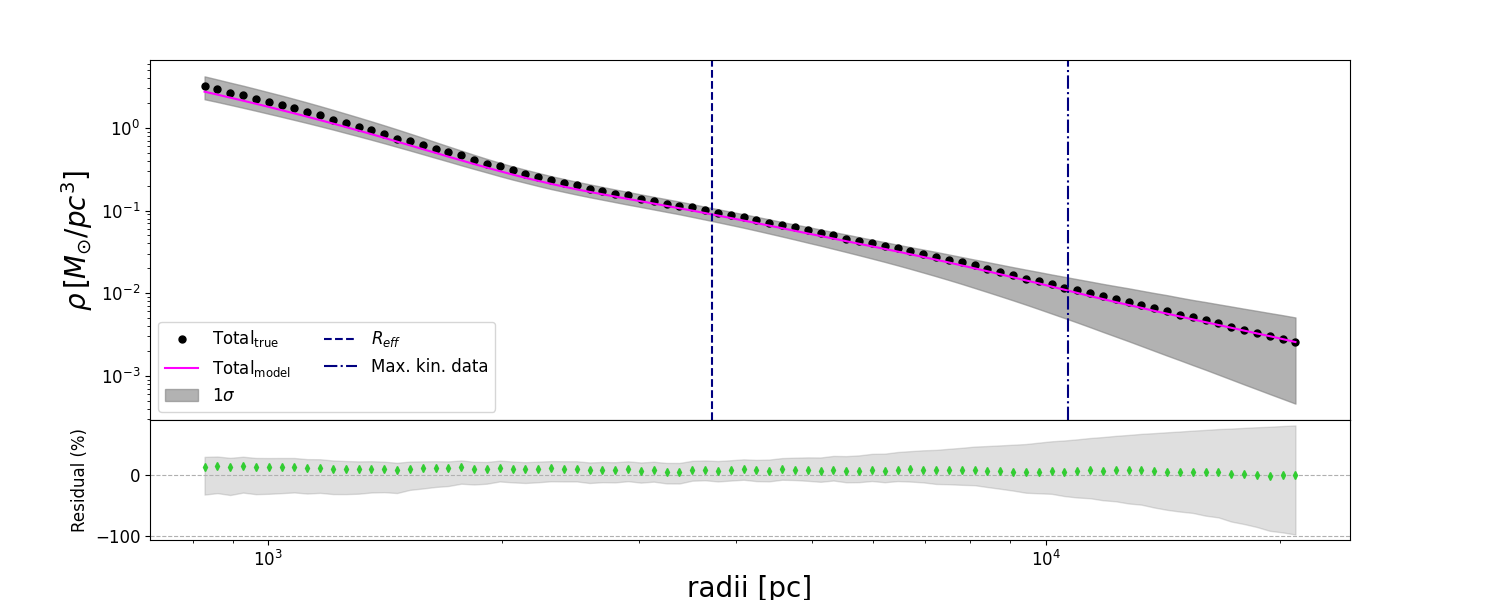 ρ [M⊙/pc³]
10⁰
10⁻¹
10⁻²
10⁻³
Total_true
Total_model
1σ
R_eff
Max. kin. data
Residual (%)
0
−100
10³
10⁴
radii [pc]